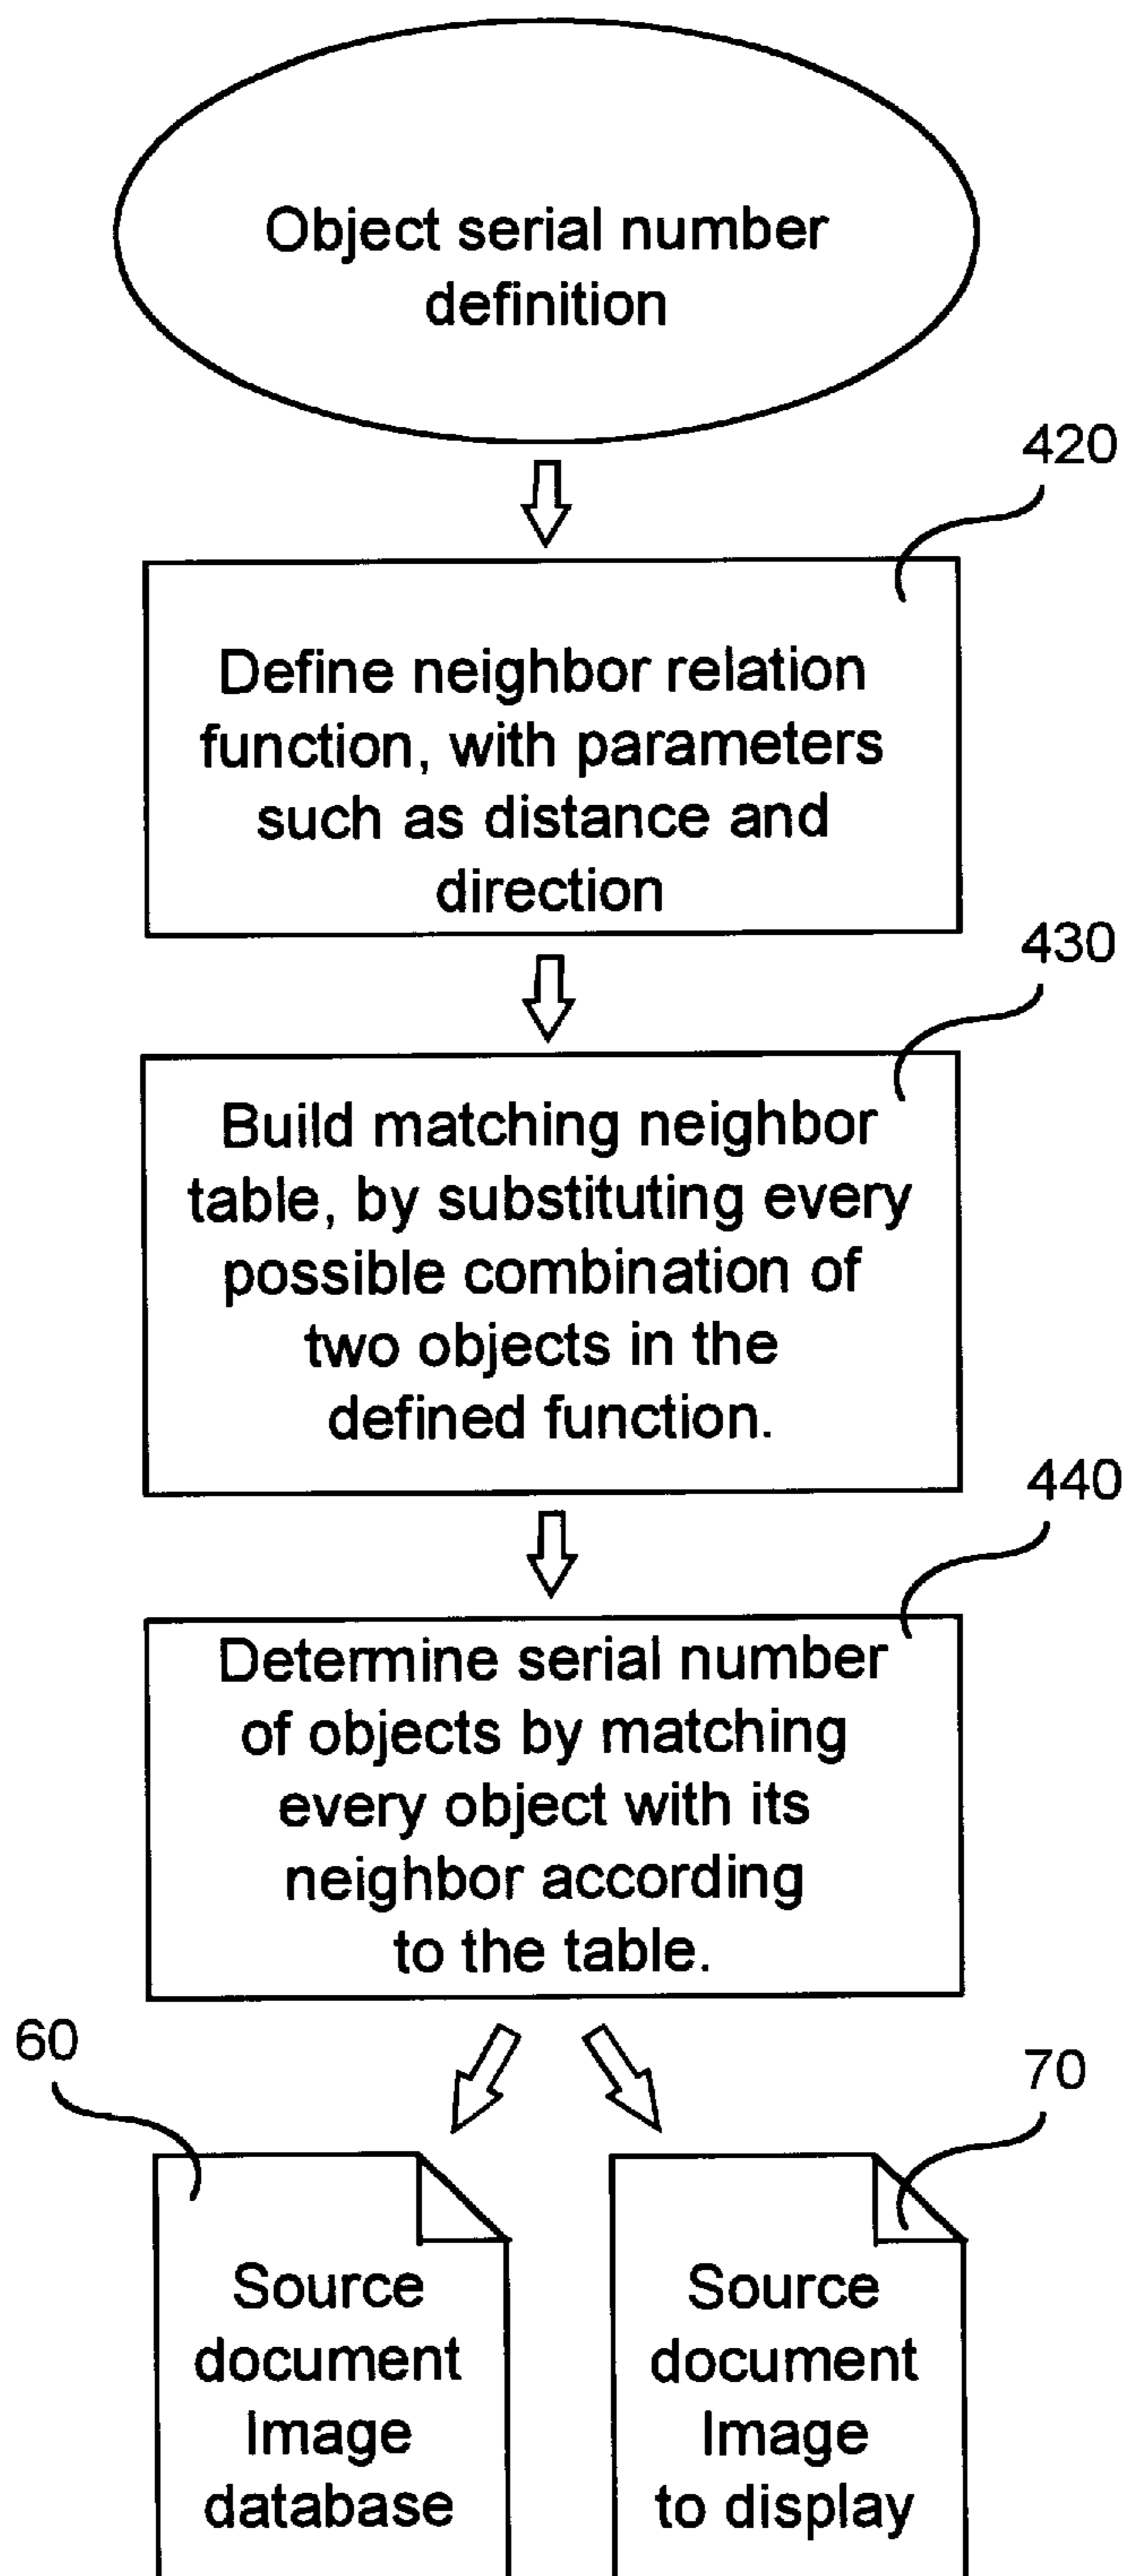 Object serial number
definition
420
Define neighbor relation
function, with parameters
such as distance and
direction
430
Build matching neighbor
table, by substituting every
possible combination of
two objects in the
defined function.
440
Determine serial number
of objects by matching
every object with its
neighbor according
to the table.
60
70
Source
document
Image
database
Source
document
Image
to display